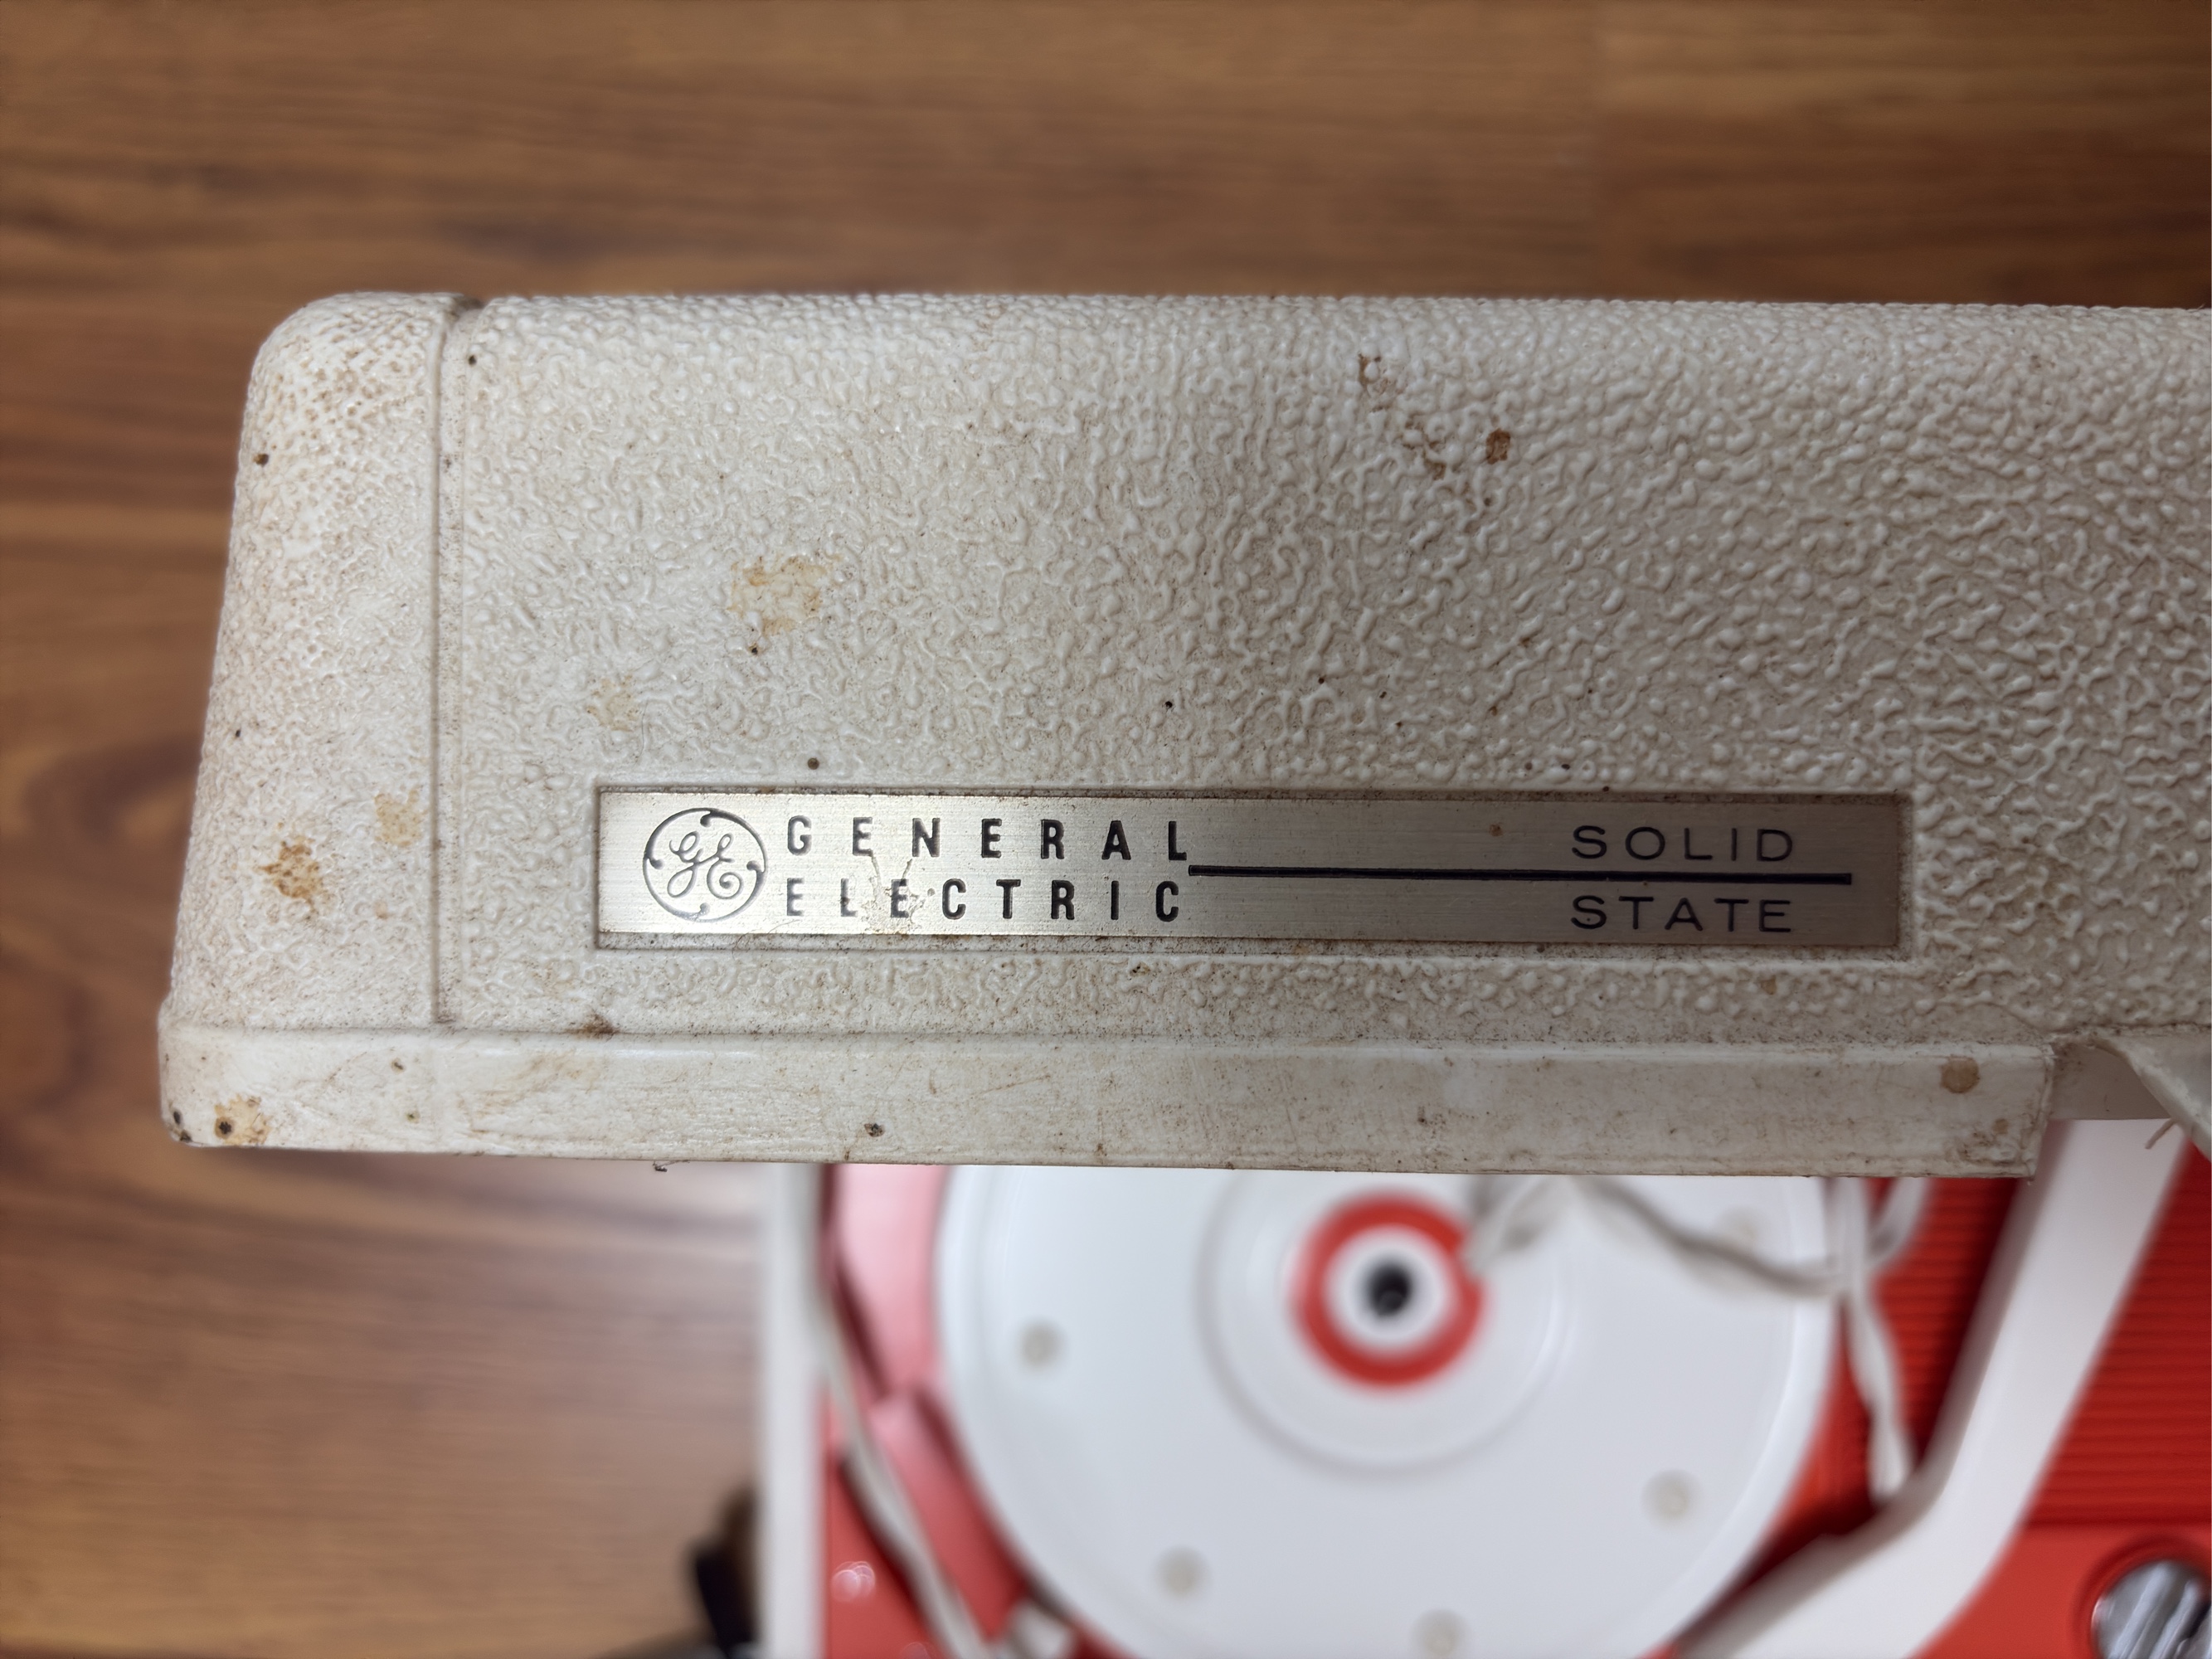 GE GENERAL
ELECTRIC
SOLID
STATE